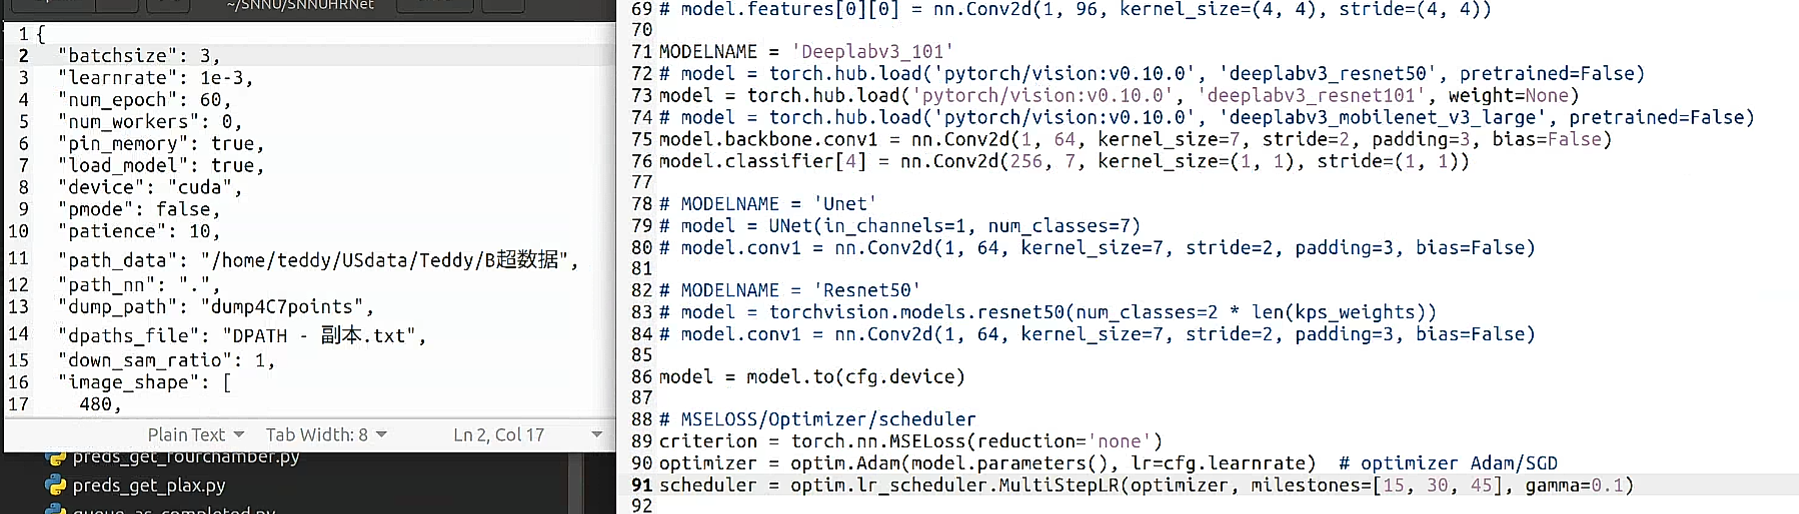 ~/SNNU/SNNUHRNet
1 {
2 "batchsize": 3,
3 "learnrate": 1e-3,
4 "num_epoch": 60,
5 "num_workers": 0,
6 "pin_memory": true,
7 "load_model": true,
8 "device": "cuda",
9 "pmode": false,
10 "patience": 10,
11 "path_data": "/home/teddy/USdata/Teddy/B超数据",
12 "path_nn": ".",
13 "dump_path": "dump4C7points",
14 "dpaths_file": "DPATH - 副本.txt",
15 "down_sam_ratio": 1,
16 "image_shape": [
17 480,
Plain Text Tab Width: 8 Ln 2, Col 17
preds_get_fourchamber.py
preds_get_plax.py
queue_as_completed.py
69 # model.features[0][0] = nn.Conv2d(1, 96, kernel_size=(4, 4), stride=(4, 4))
70
71 MODELNAME = 'Deeplabv3_101'
72 # model = torch.hub.load('pytorch/vision:v0.10.0', 'deeplabv3_resnet50', pretrained=False)
73 model = torch.hub.load('pytorch/vision:v0.10.0', 'deeplabv3_resnet101', weight=None)
74 # model = torch.hub.load('pytorch/vision:v0.10.0', 'deeplabv3_mobilenet_v3_large', pretrained=False)
75 model.backbone.conv1 = nn.Conv2d(1, 64, kernel_size=7, stride=2, padding=3, bias=False)
76 model.classifier[4] = nn.Conv2d(256, 7, kernel_size=(1, 1), stride=(1, 1))
77
78 # MODELNAME = 'Unet'
79 # model = UNet(in_channels=1, num_classes=7)
80 # model.conv1 = nn.Conv2d(1, 64, kernel_size=7, stride=2, padding=3, bias=False)
81
82 # MODELNAME = 'Resnet50'
83 # model = torchvision.models.resnet50(num_classes=2 * len(kps_weights))
84 # model.conv1 = nn.Conv2d(1, 64, kernel_size=7, stride=2, padding=3, bias=False)
85
86 model = model.to(cfg.device)
87
88 # MSELOSS/Optimizer/scheduler
89 criterion = torch.nn.MSELoss(reduction='none')
90 optimizer = optim.Adam(model.parameters(), lr=cfg.learnrate)  # optimizer Adam/SGD
91 scheduler = optim.lr_scheduler.MultiStepLR(optimizer, milestones=[15, 30, 45], gamma=0.1)
92